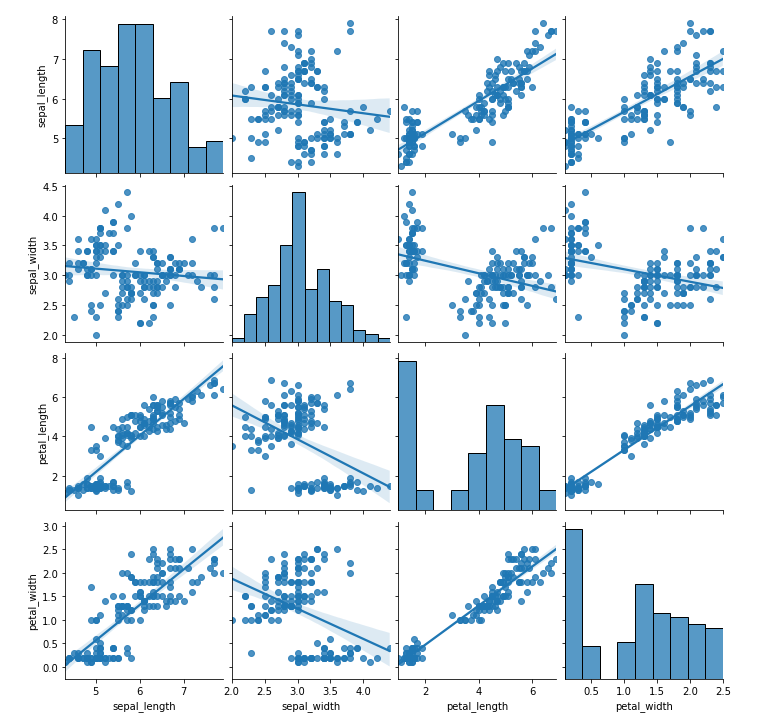 8
7
6
5
sepal_length
4.5
4.0
3.5
3.0
2.5
2.0
sepal_width
8
6
4
2
petal_length
3.0
2.5
2.0
1.5
1.0
0.5
0.0
petal_width
5 6 7
2.0 2.5 3.0 3.5 4.0
2 4 6
0.5 1.0 1.5 2.0 2.5
sepal_length sepal_width petal_length petal_width